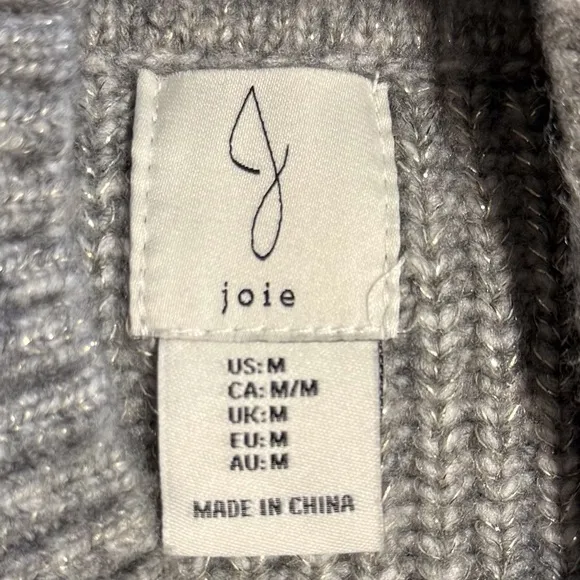 joie
US: M
CA: M/M
UK: M
EU: M
AU: M
MADE IN CHINA